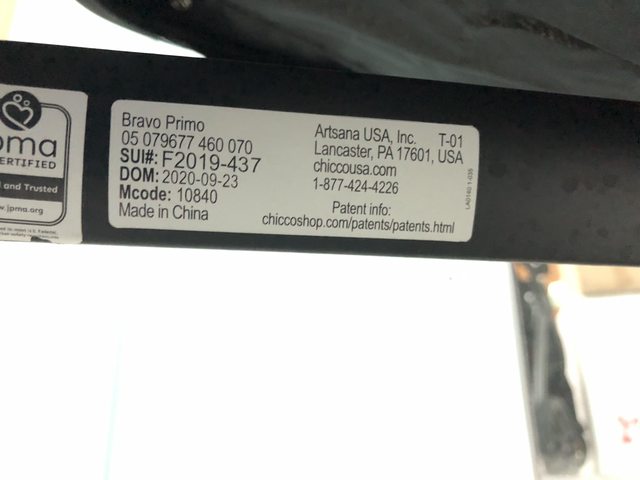 pma
CERTIFIED
and Trusted
www.jpma.org
Bravo Primo
05 079677 460 070
SUI#: F2019-437
DOM: 2020-09-23
Mcode: 10840
Made in China
Artsana USA, Inc. T-01
Lancaster, PA 17601, USA
chiccousa.com
1-877-424-4226
Patent info:
chiccoshop.com/patents/patents.html